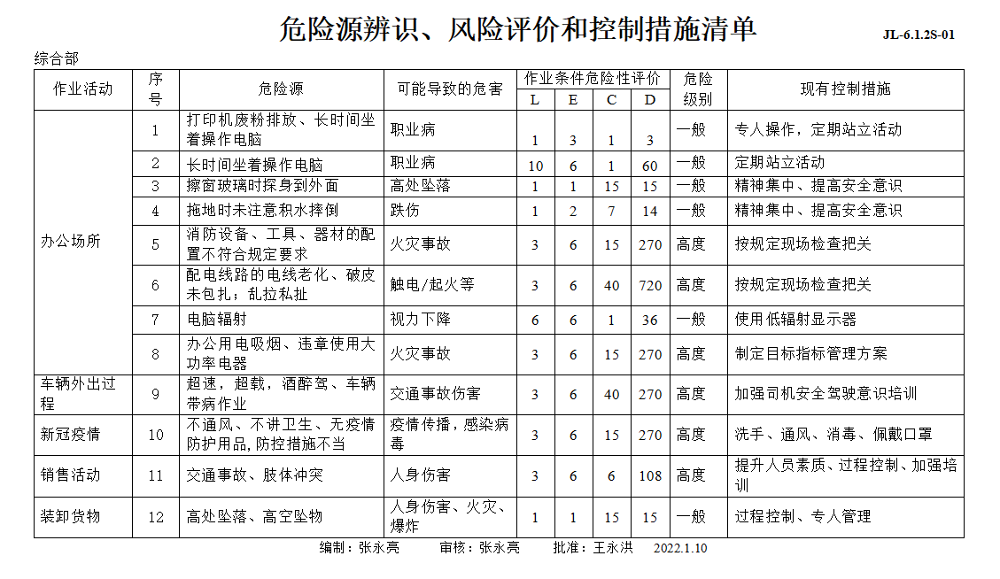 危险源辨识、风险评价和控制措施清单
JL-6.1.2S-01
综合部
作业活动 序号 危险源 可能导致的危害 作业条件危险性评价 危险级别 现有控制措施
L E C D
办公场所
1 打印机废粉排放、长时间坐着操作电脑 职业病 1 3 1 3 一般 专人操作，定期站立活动
2 长时间坐着操作电脑 职业病 10 6 1 60 一般 定期站立活动
3 擦窗玻璃时探身到外面 高处坠落 1 1 15 15 一般 精神集中、提高安全意识
4 拖地时未注意积水摔倒 跌伤 1 2 7 14 一般 精神集中、提高安全意识
5 消防设备、工具、器材的配置不符合规定要求 火灾事故 3 6 15 270 高度 按规定现场检查把关
6 配电线路的电线老化、破皮未包扎；乱拉私扯 触电/起火等 3 6 40 720 高度 按规定现场检查把关
7 电脑辐射 视力下降 6 6 1 36 一般 使用低辐射显示器
8 办公用电吸烟、违章使用大功率电器 火灾事故 3 6 15 270 高度 制定目标指标管理方案
车辆外出过程 9 超速，超载，酒醉驾、车辆带病作业 交通事故伤害 3 6 40 270 高度 加强司机安全驾驶意识培训
新冠疫情 10 不通风、不讲卫生、无疫情防护用品,防控措施不当 疫情传播，感染病毒 3 6 15 270 高度 洗手、通风、消毒、佩戴口罩
销售活动 11 交通事故、肢体冲突 人身伤害 3 6 6 108 高度 提升人员素质、过程控制、加强培训
装卸货物 12 高处坠落、高空坠物 人身伤害、火灾、爆炸 1 1 15 15 一般 过程控制、专人管理
编制：张永亮 审核：张永亮 批准：王永洪 2022.1.10